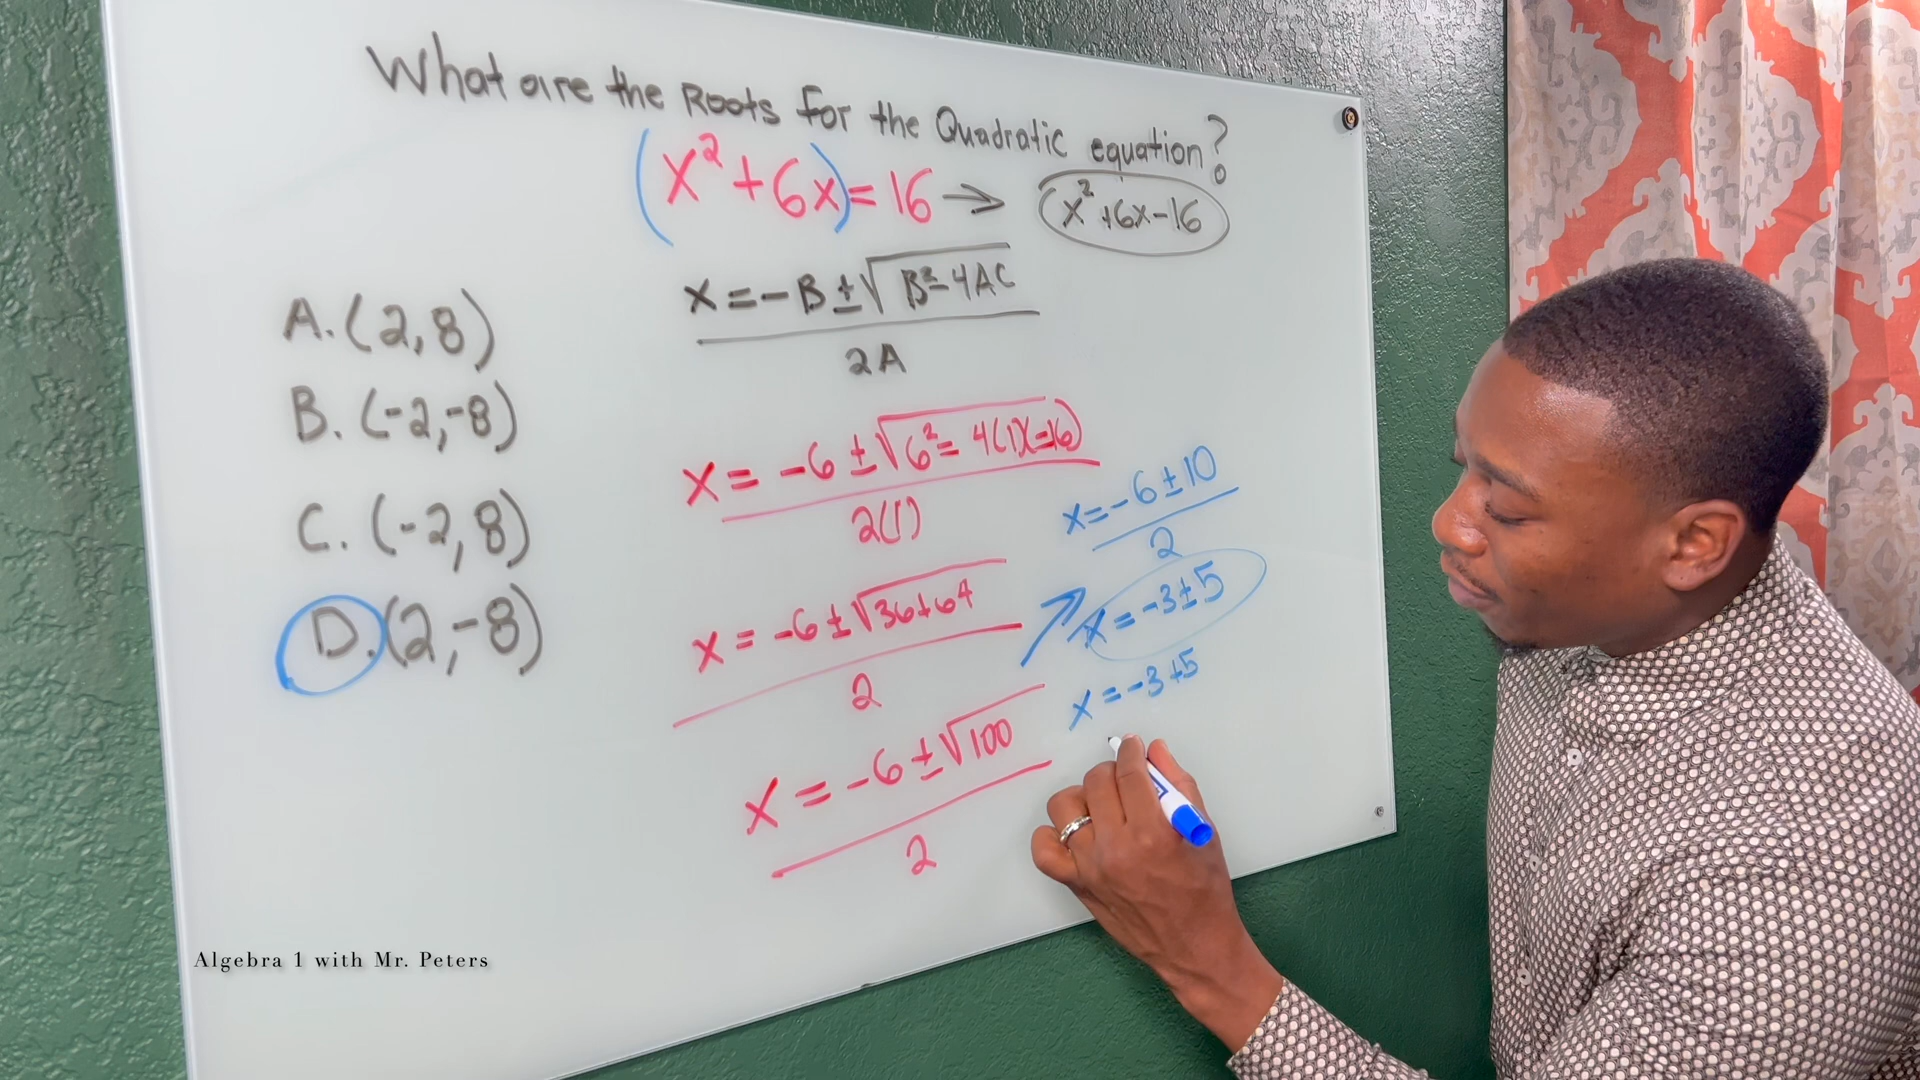 What are the Roots for the Quadratic equation?
(x²+6x)=16 → x²+6x-16
x=-B±√B²-4AC
2A
A. (2,8)
B. (-2,-8)
C. (-2,8)
D. (2,-8)
x = -6 ±√6²-4(1)(-16)
2(1)
x = -6±√36+64
2
x = -6 ±√100
2
x=-6±10
2
x=-3±5
x=-3+5
Algebra 1 with Mr. Peters